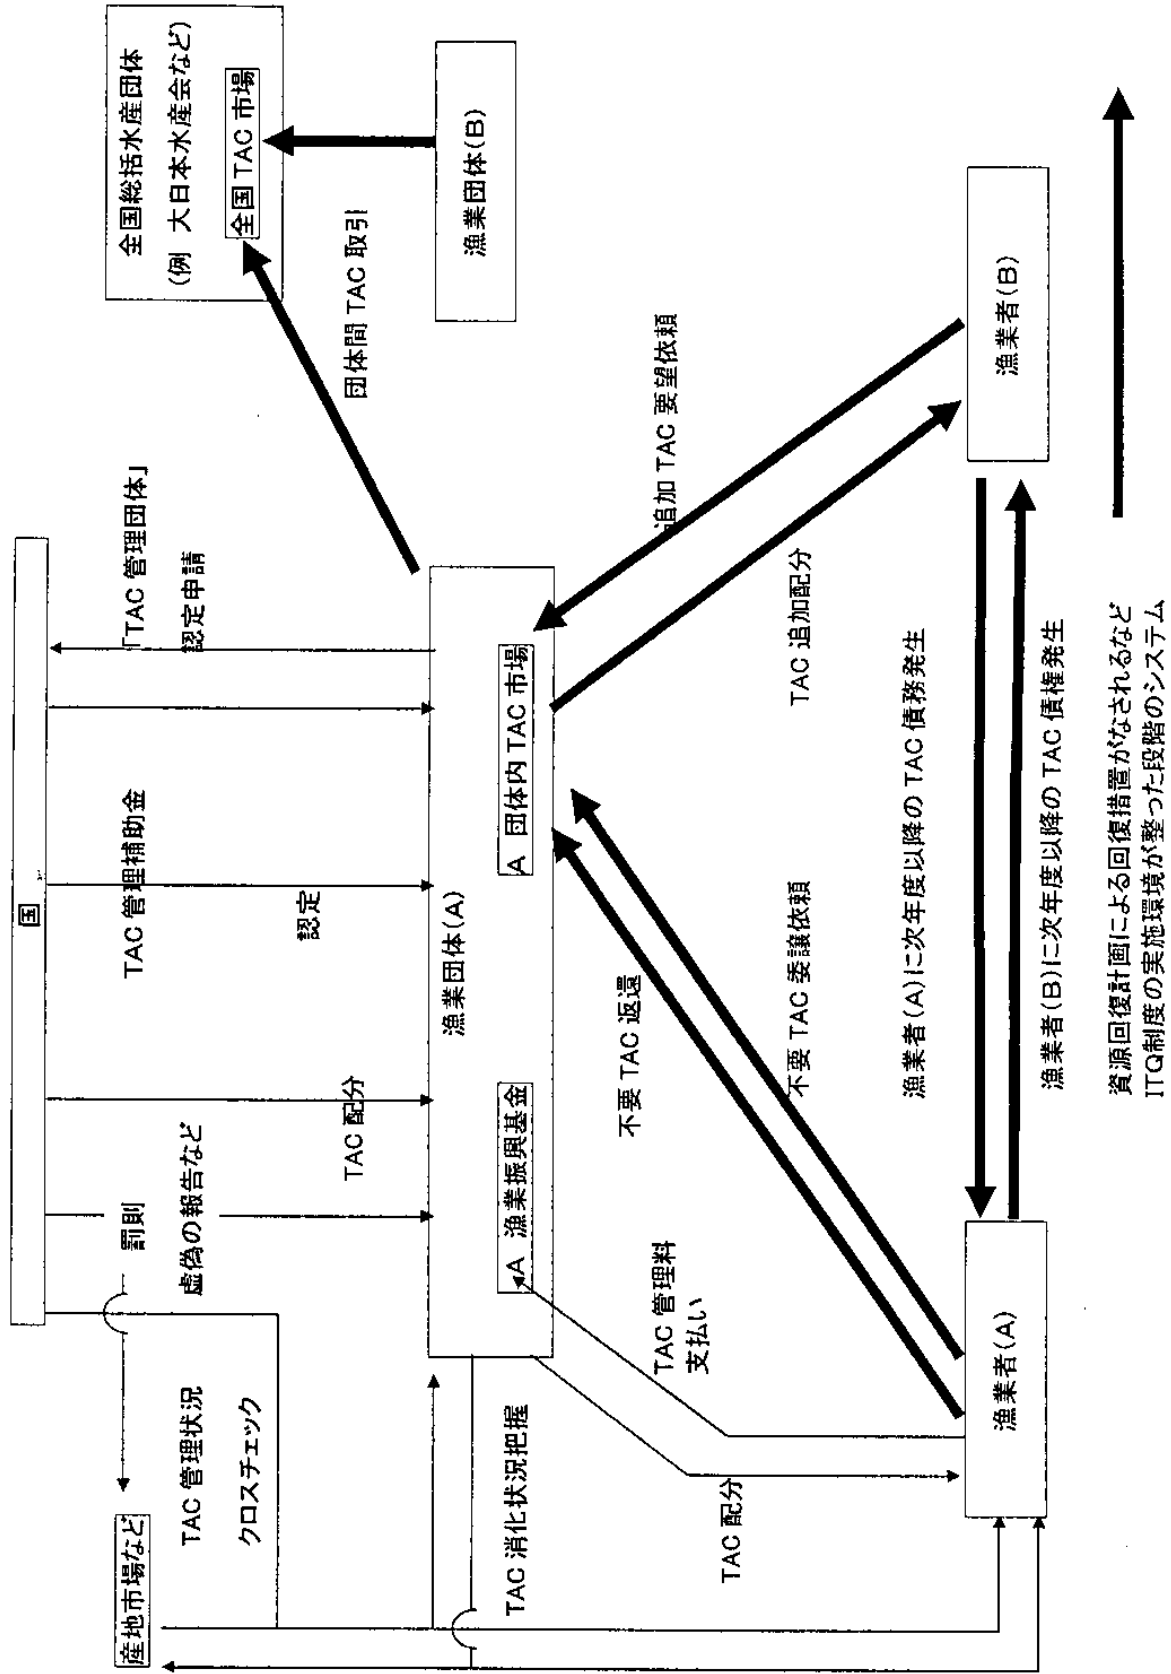 国
産地市場など
罰則
虚偽の報告など
TAC 管理状況
クロスチェック
TAC 配分
TAC 管理補助金
認定
「TAC 管理団体」
認定申請
全国総括水産団体
(例　大日本水産会など)
全国 TAC 市場
団体間 TAC 取引
漁業団体(B)
漁業団体(A)
A　漁業振興基金
A　団体内 TAC 市場
TAC 消化状況把握
TAC 管理料
支払い
TAC 配分
不要 TAC 返還
不要 TAC 委譲依頼
追加 TAC 要望依頼
TAC 追加配分
漁業者(A)
漁業者(B)
漁業者(A)に次年度以降の TAC 債務発生
漁業者(B)に次年度以降の TAC 債権発生
資源回復計画による回復措置がなされるなど
ITQ制度の実施環境が整った段階のシステム